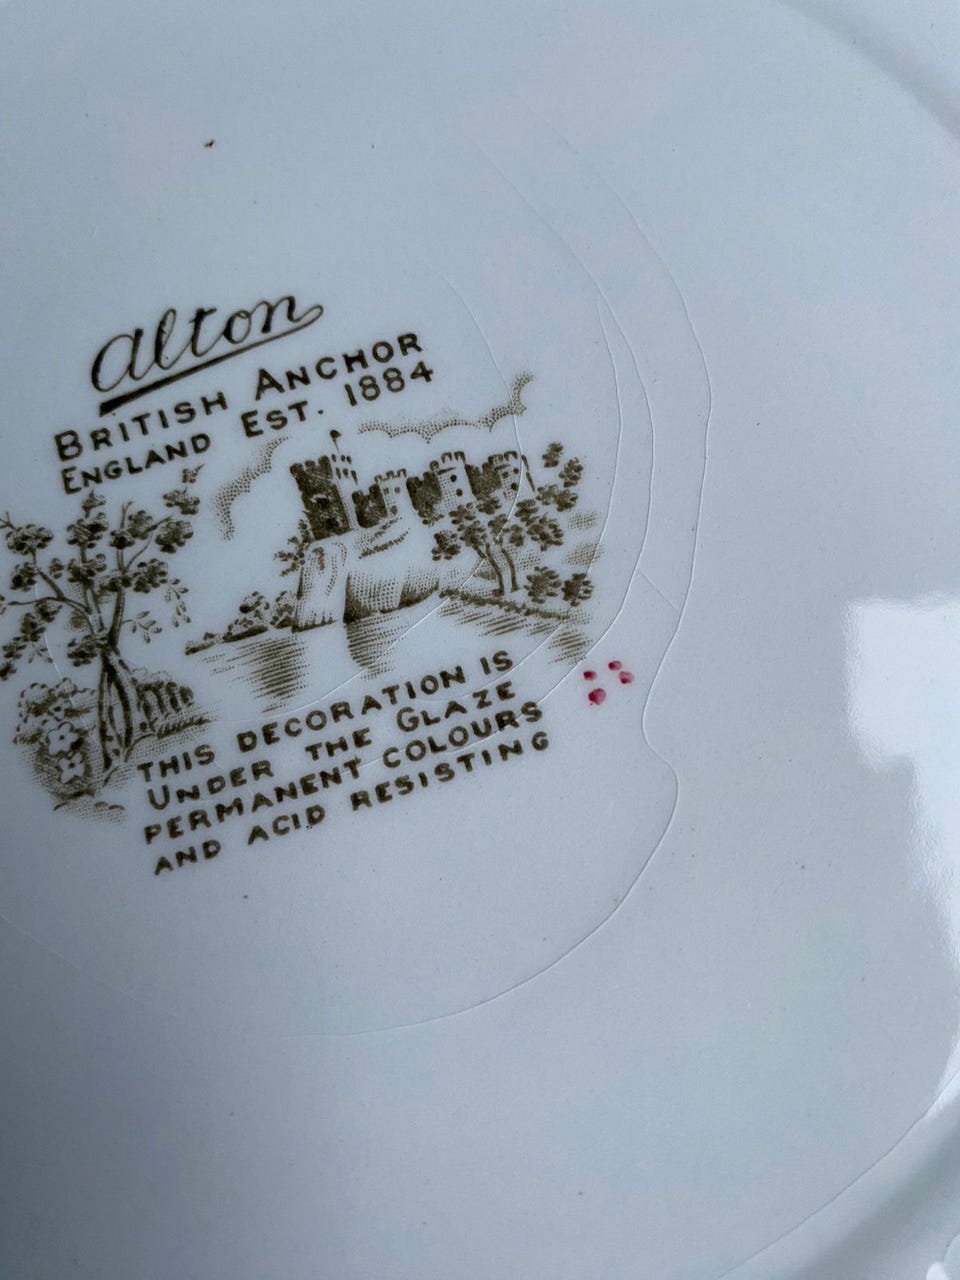 alton
BRITISH ANCHOR
ENGLAND EST. 1884
THIS DECORATION IS
UNDER THE GLAZE
PERMANENT COLOURS
AND ACID RESISTING